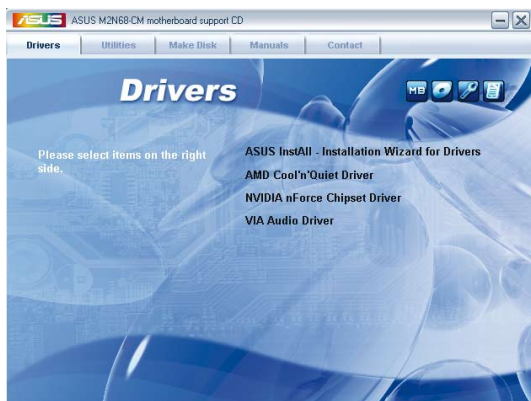 ASUS ASUS M2N68-CM motherboard support CD
Drivers Utilities Make Disk Manuals Contact
Drivers
MB
Please select items on the right
side.
ASUS InstAll - Installation Wizard for Drivers
AMD Cool'n'Quiet Driver
NVIDIA nForce Chipset Driver
VIA Audio Driver